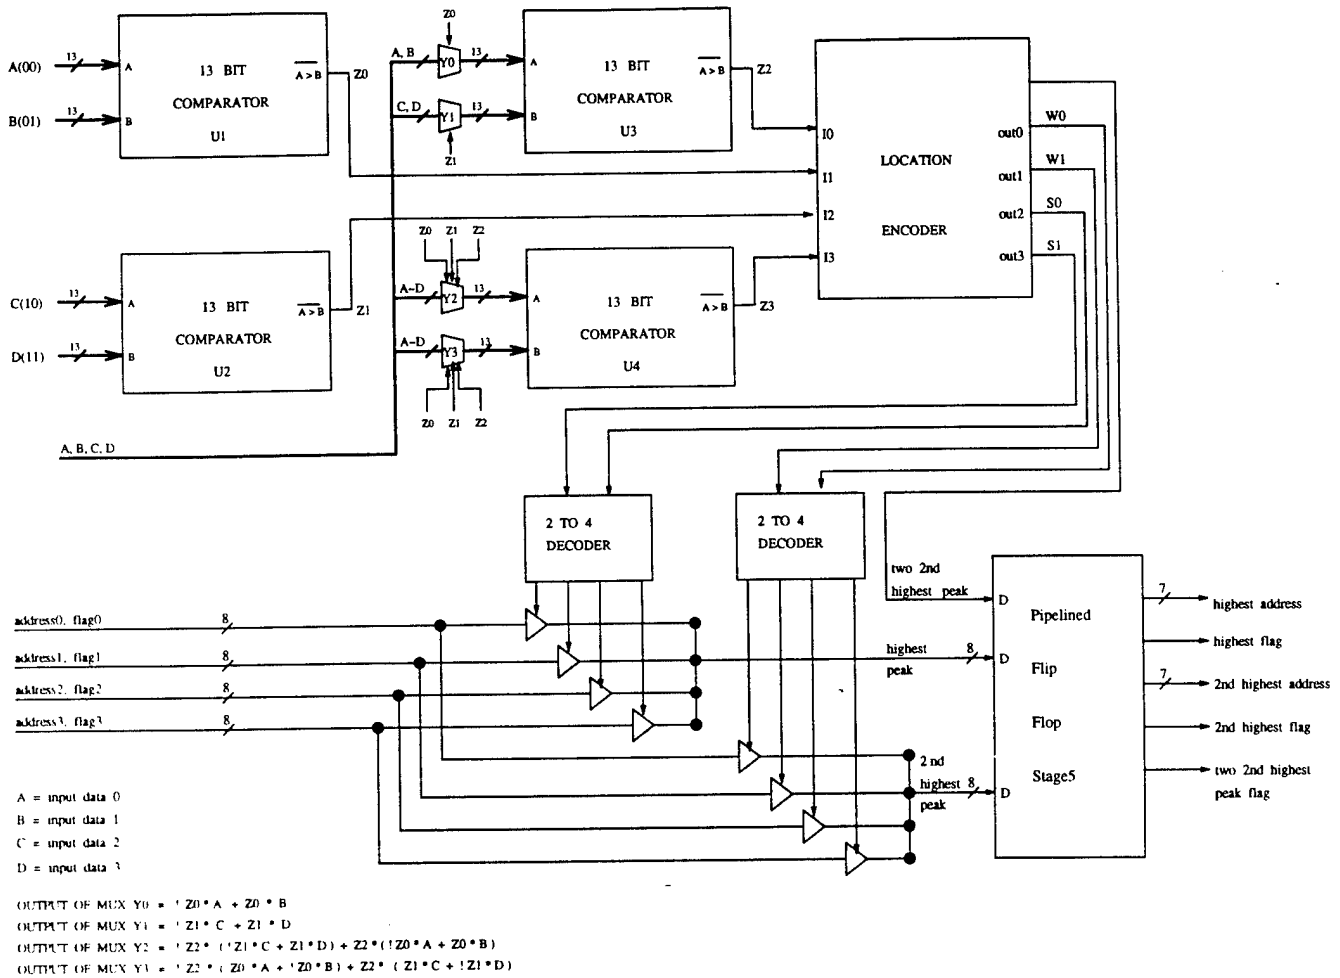 Z0
A, B
Y0
13
A
13 BIT
COMPARATOR
U3
A > B
Z2
C, D
Y1
13
B
Z1
A(00)
13
A
13 BIT
COMPARATOR
U1
A > B
Z0
B(01)
13
B
I0
I1
I2
I3
LOCATION
ENCODER
out0
out1
out2
out3
W0
W1
S0
S1
Z0
Z1
Z2
C(10)
13
A
13 BIT
COMPARATOR
U2
A > B
Z1
D(11)
13
B
A-D
Y2
13
A
13 BIT
COMPARATOR
U4
A > B
Z3
A-D
Y3
13
B
Z0
Z1
Z2
A, B, C, D
2 TO 4
DECODER
2 TO 4
DECODER
address0, flag0
8
address1, flag1
8
address2, flag2
8
address3, flag3
8
two 2nd
highest peak
D
highest
peak
8
D
2 nd
highest
peak
8
D
Pipelined
Flip
Flop
Stage5
7
highest address
highest flag
7
2nd highest address
2nd highest flag
two 2nd highest
peak flag
A = input data 0
B = input data 1
C = input data 2
D = input data 3
OUTPUT OF MUX Y0 = ! Z0 * A + Z0 * B
OUTPUT OF MUX Y1 = ! Z1 * C + Z1 * D
OUTPUT OF MUX Y2 = ! Z2 * ( !Z1 * C + Z1 * D ) + Z2 * ( !Z0 * A + Z0 * B )
OUTPUT OF MUX Y3 = ! Z2 * ( Z0 * A + !Z0 * B ) + Z2 * ( Z1 * C + !Z1 * D )